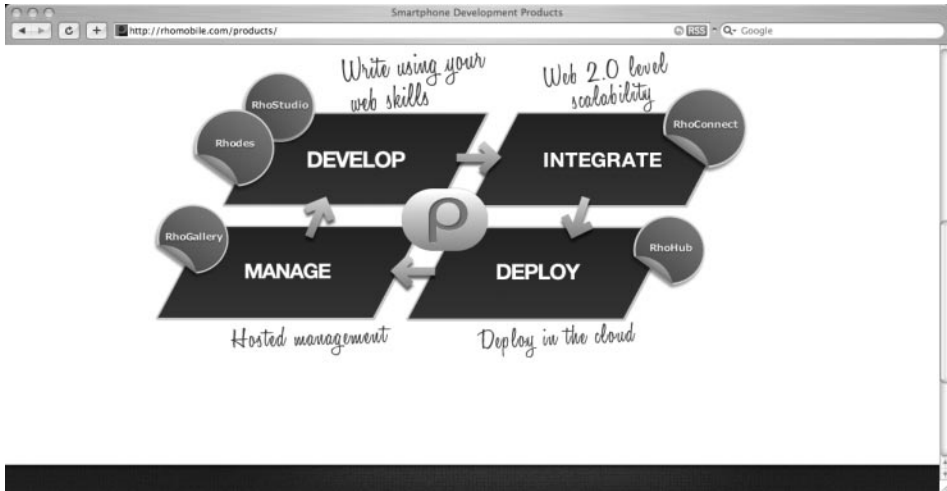 Smartphone Development Products
http://rhomobile.com/products/
RSS
Google
Write using your
web skills
Web 2.0 level
scalability
RhoStudio
Rhodes
RhoConnect
DEVELOP
INTEGRATE
RhoGallery
RhoHub
MANAGE
DEPLOY
Hosted management
Deploy in the cloud